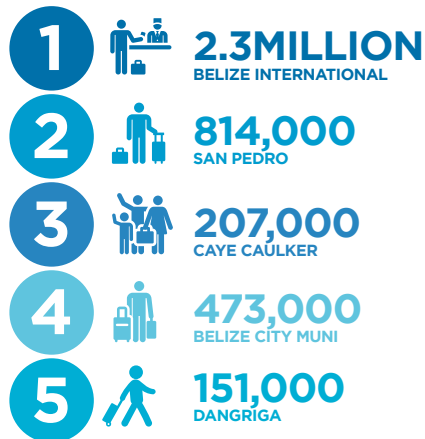 1
2.3MILLION
BELIZE INTERNATIONAL
2
814,000
SAN PEDRO
3
207,000
CAYE CAULKER
4
473,000
BELIZE CITY MUNI
5
151,000
DANGRIGA